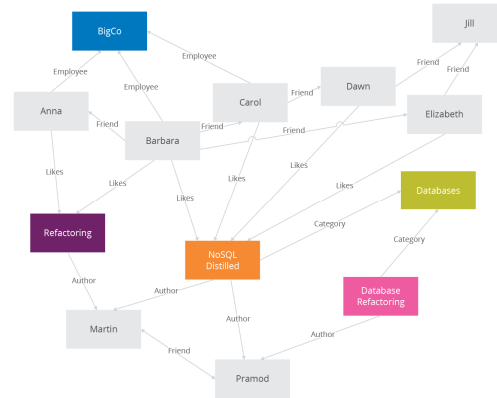 Jill
BigCo
Friend
Employee
Employee
Employee
Dawn
Carol
Friend
Anna
Elizabeth
Friend
Friend
Friend
Barbara
Likes
Likes
Likes
Likes
Likes
Likes
Databases
Category
Refactoring
NoSQL
Distilled
Category
Author
Author
Database
Refactoring
Author
Author
Martin
Friend
Pramod